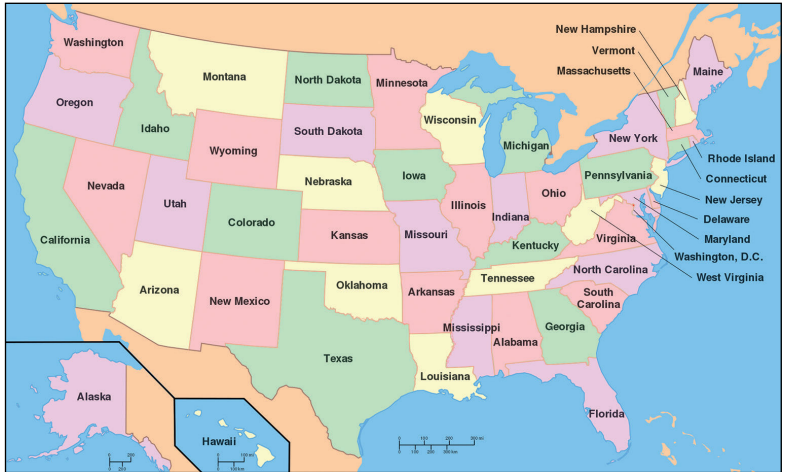 New Hampshire
Vermont
Massachusetts
Washington
Montana
North Dakota
Minnesota
Maine
Oregon
Idaho
South Dakota
Wisconsin
Michigan
New York
Wyoming
Rhode Island
Connecticut
Nevada
Utah
Nebraska
Iowa
Pennsylvania
New Jersey
Colorado
Illinois
Indiana
Ohio
Delaware
California
Kansas
Missouri
Kentucky
Virginia
Maryland
Washington, D.C.
West Virginia
Arizona
New Mexico
Oklahoma
Arkansas
Tennessee
North Carolina
South
Carolina
Texas
Mississippi
Alabama
Georgia
Louisiana
Florida
Alaska
Hawaii